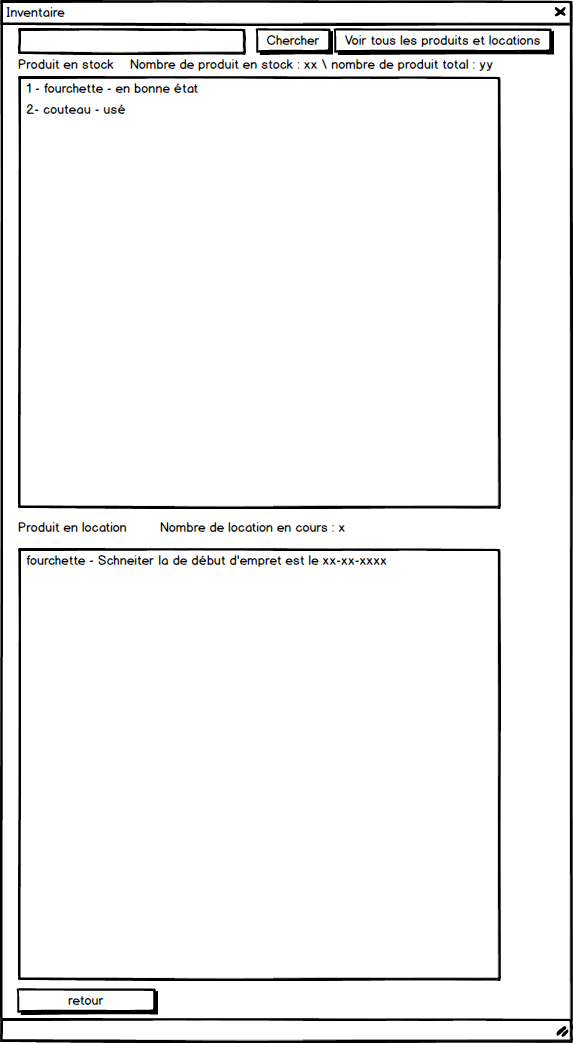 Inventaire
Chercher Voir tous les produits et locations
Produit en stock Nombre de produit en stock : xx \ nombre de produit total : yy
1 - fourchette - en bonne état
2- couteau - usé
Produit en location Nombre de location en cours : x
fourchette - Schneiter la de début d'empret est le xx-xx-xxxx
retour